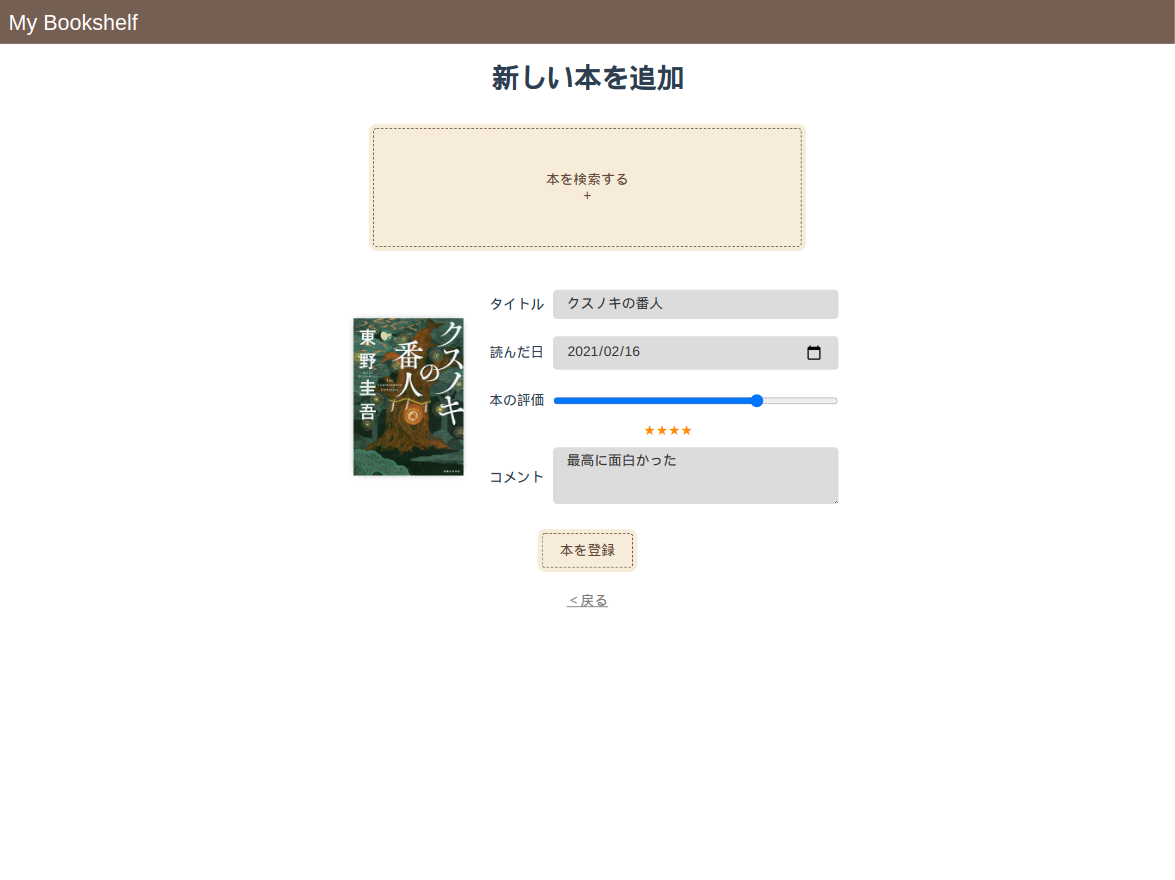 My Bookshelf
新しい本を追加
本を検索する
+
タイトル クスノキの番人
読んだ日 2021/02/16
本の評価
★★★★
コメント 最高に面白かった
クスノキ
の
番人
東野圭吾
本を登録
< 戻る